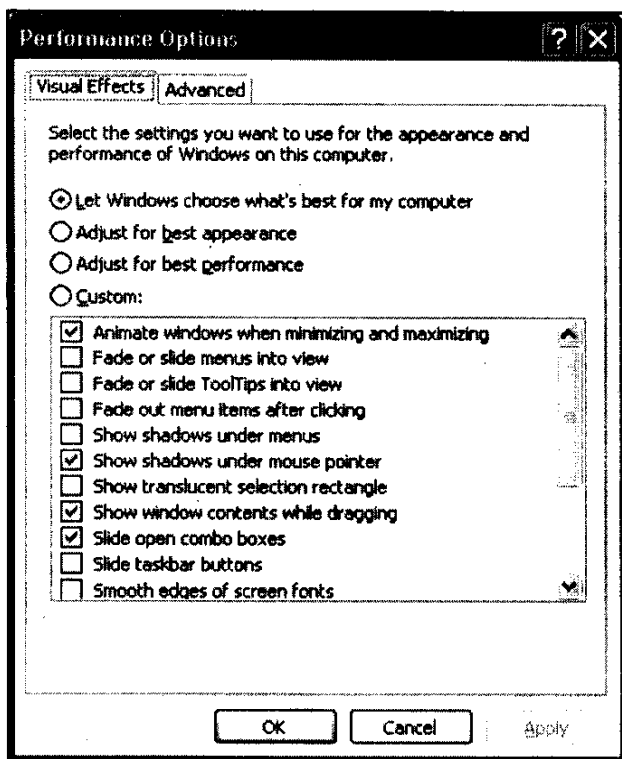 Performance Options
Visual Effects
Advanced
Select the settings you want to use for the appearance and
performance of Windows on this computer.
Let Windows choose what's best for my computer
Adjust for best appearance
Adjust for best performance
Custom:
Animate windows when minimizing and maximizing
Fade or slide menus into view
Fade or slide ToolTips into view
Fade out menu items after clicking
Show shadows under menus
Show shadows under mouse pointer
Show translucent selection rectangle
Show window contents while dragging
Slide open combo boxes
Slide taskbar buttons
Smooth edges of screen fonts
OK
Cancel
Apply